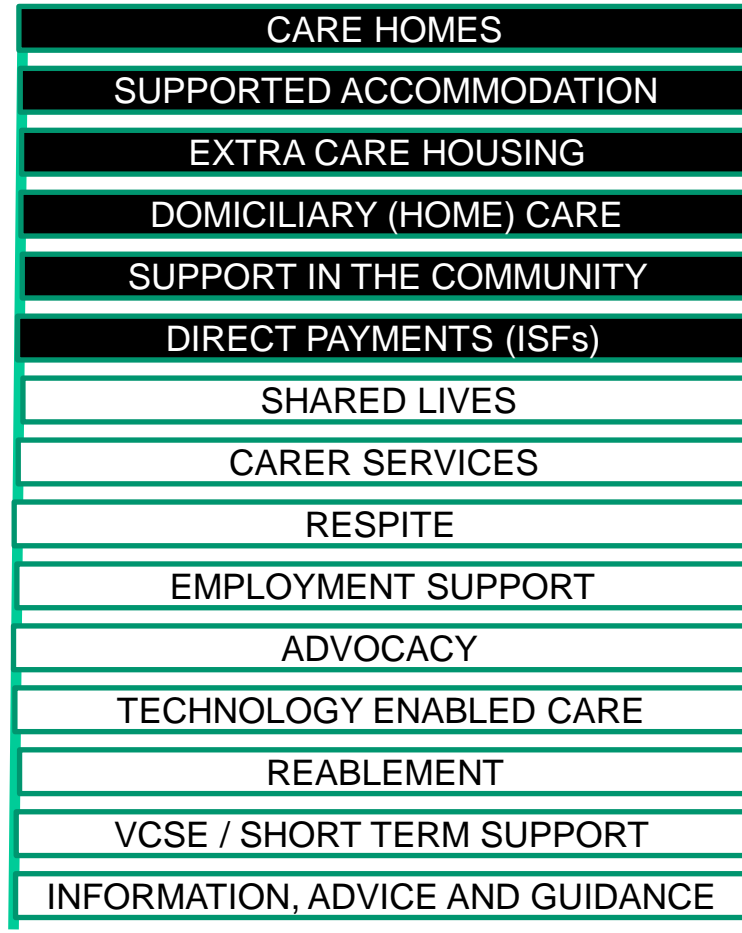 CARE HOMES
SUPPORTED ACCOMMODATION
EXTRA CARE HOUSING
DOMICILIARY (HOME) CARE
SUPPORT IN THE COMMUNITY
DIRECT PAYMENTS (ISFs)
SHARED LIVES
CARER SERVICES
RESPITE
EMPLOYMENT SUPPORT
ADVOCACY
TECHNOLOGY ENABLED CARE
REABLEMENT
VCSE / SHORT TERM SUPPORT
INFORMATION, ADVICE AND GUIDANCE